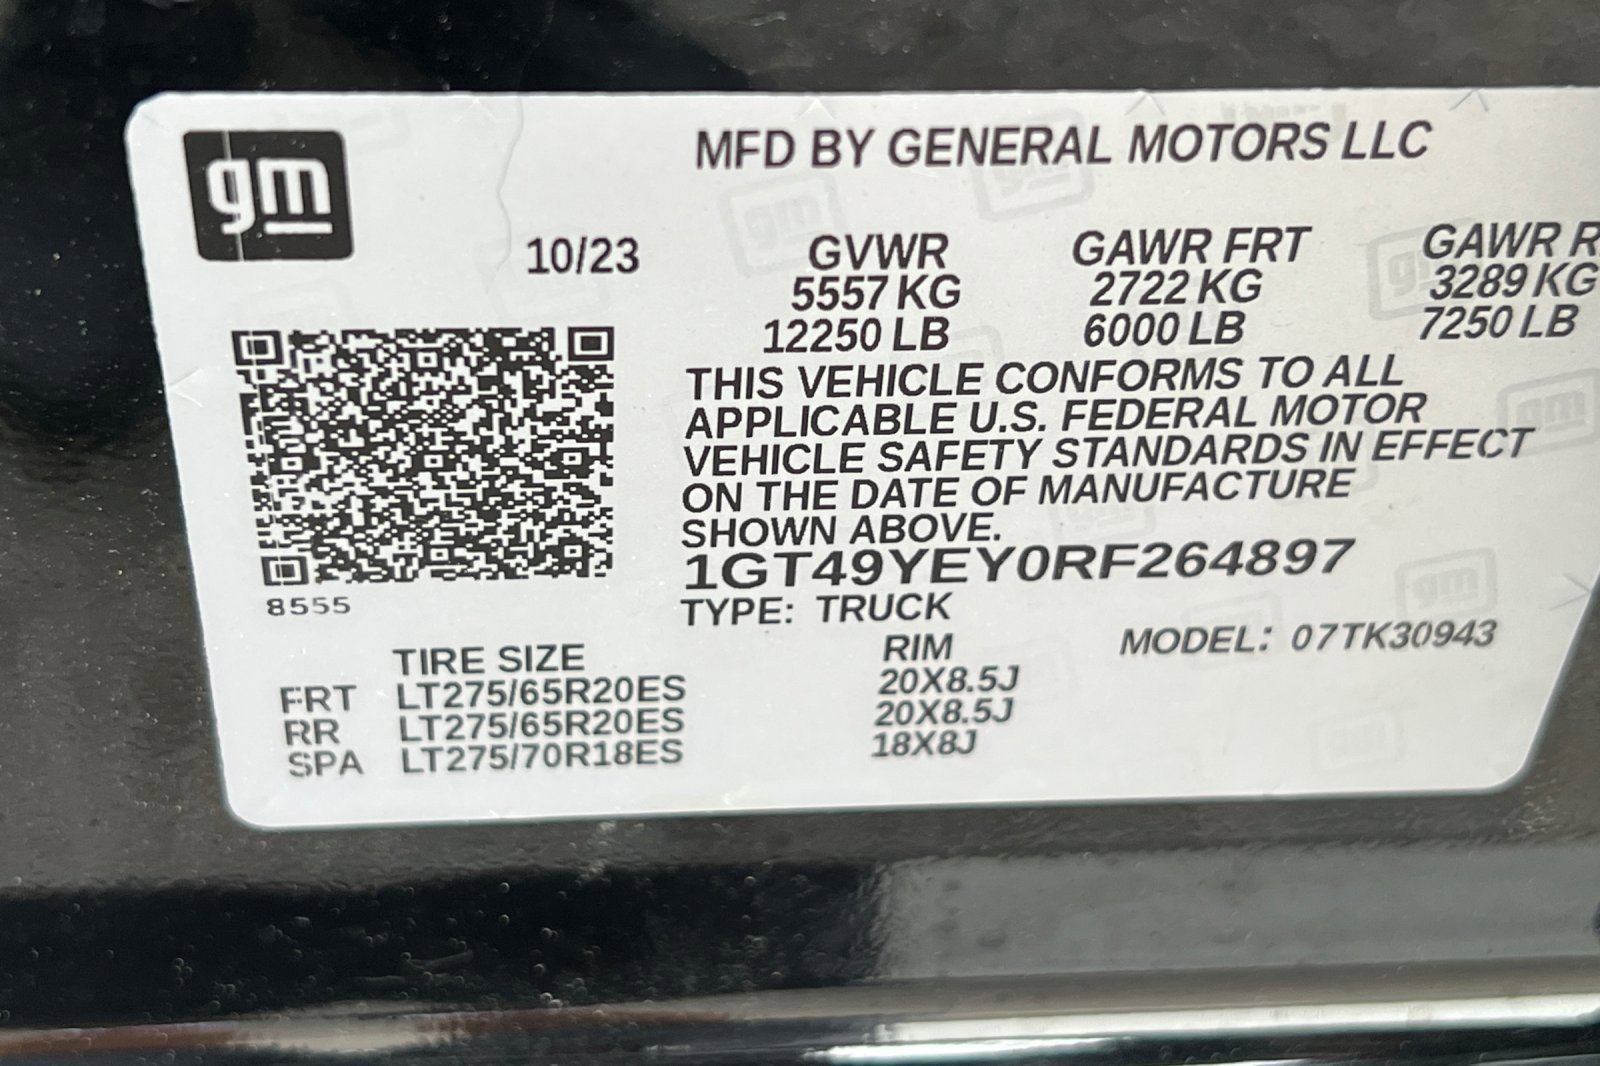 gm
MFD BY GENERAL MOTORS LLC
10/23 GVWR GAWR FRT GAWR R
5557 KG 2722 KG 3289 KG
12250 LB 6000 LB 7250 LB
THIS VEHICLE CONFORMS TO ALL
APPLICABLE U.S. FEDERAL MOTOR
VEHICLE SAFETY STANDARDS IN EFFECT
ON THE DATE OF MANUFACTURE
SHOWN ABOVE.
1GT49YEY0RF264897
8555
TYPE: TRUCK
MODEL: 07TK30943
TIRE SIZE RIM
FRT LT275/65R20ES 20X8.5J
RR LT275/65R20ES 20X8.5J
SPA LT275/70R18ES 18X8J